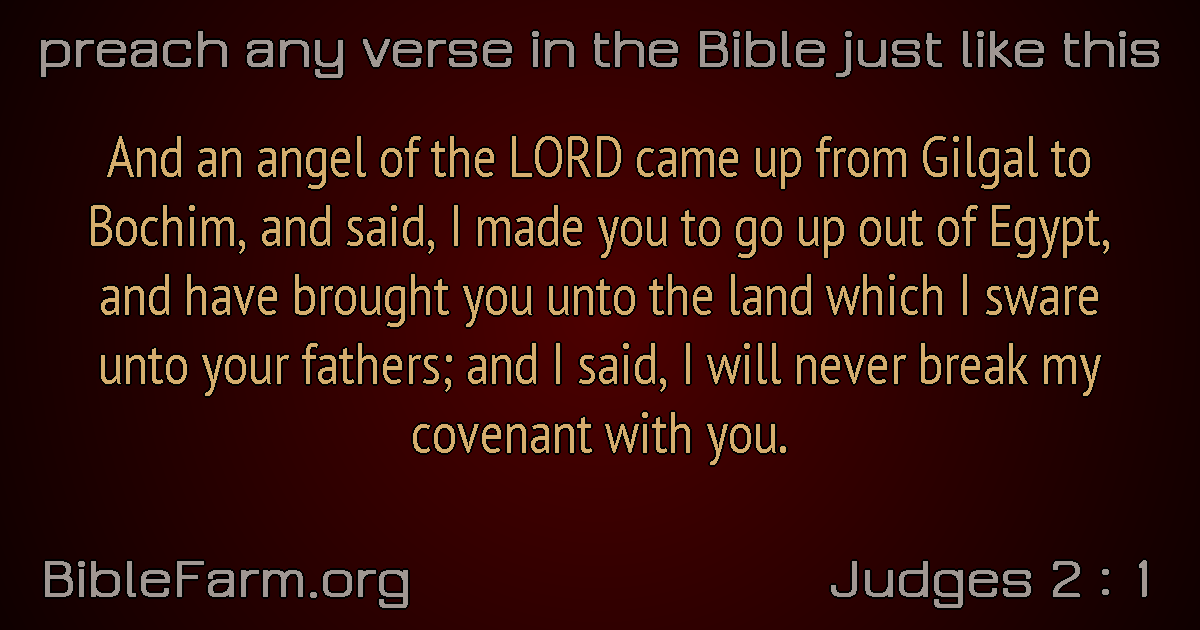 preach any verse in the Bible just like this
And an angel of the LORD came up from Gilgal to
Bochim, and said, I made you to go up out of Egypt,
and have brought you unto the land which I sware
unto your fathers; and I said, I will never break my
covenant with you.
BibleFarm.org
Judges 2 : 1